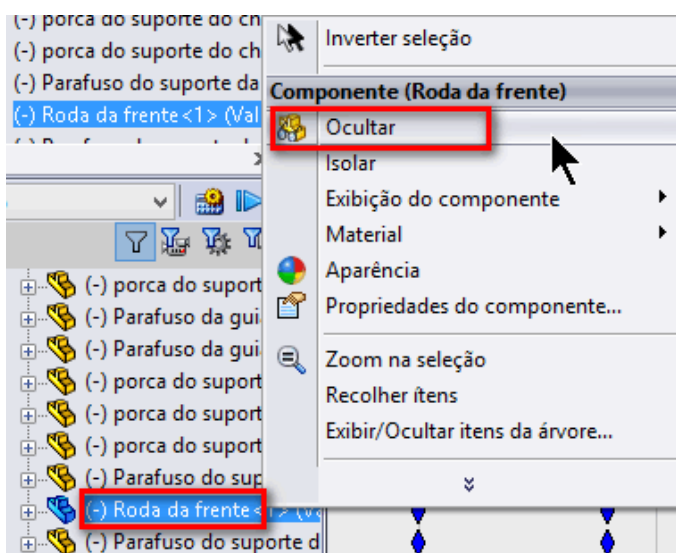 (-) porca do suporte do ch
(-) porca do suporte do ch
(-) Parafuso do suporte da
(-) Roda da frente<1> (Val
Inverter seleção
Componente (Roda da frente)
Ocultar
Isolar
Exibição do componente
Material
Aparência
Propriedades do componente...
Zoom na seleção
Recolher ítens
Exibir/Ocultar itens da árvore...
(-) porca do suport
(-) Parafuso da gui
(-) Parafuso da gui
(-) porca do suport
(-) porca do suport
(-) porca do suport
(-) Parafuso do sup
(-) Roda da frente<1> (Va
(-) Parafuso do suporte d